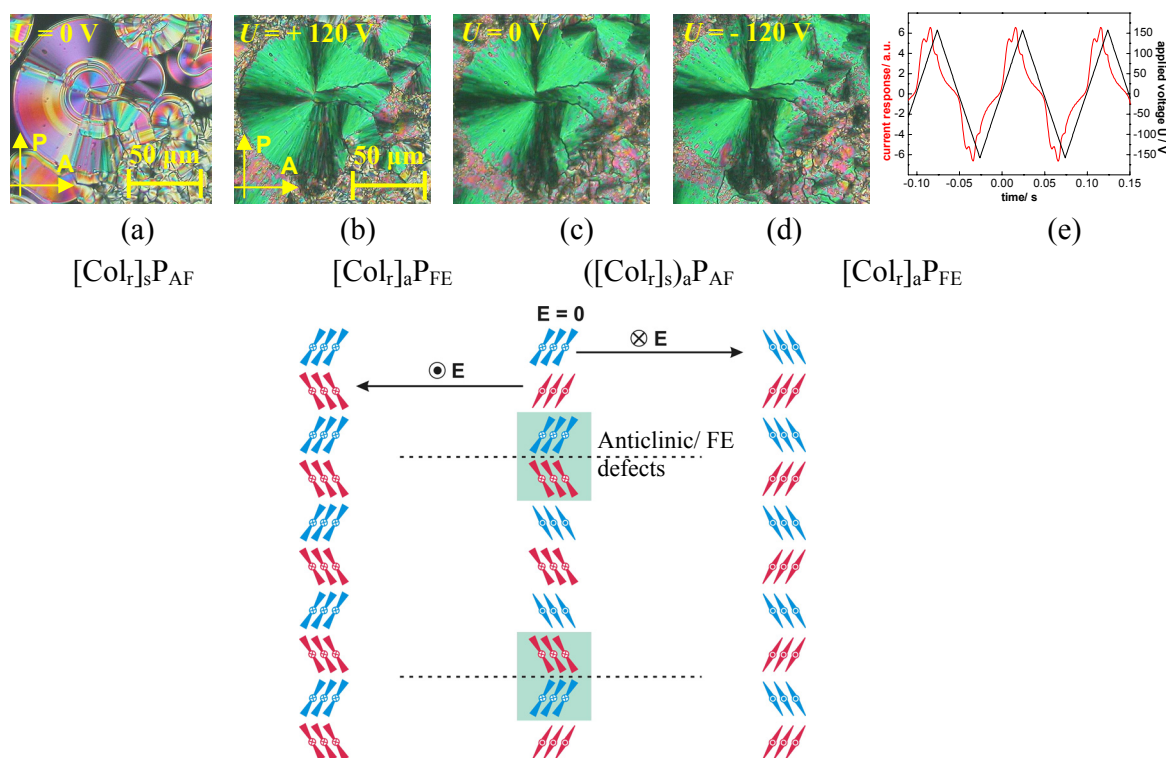 U = 0 V
U = + 120 V
U = 0 V
U = - 120 V
P
A
50 µm
P
A
50 µm
current response/ a.u.
6
4
2
0
-2
-4
-6
150
100
50
0
-50
-100
-150
applied voltage U / V
-0.10 -0.05 0.00 0.05 0.10 0.15
time/ s
(a) (b) (c) (d) (e)
[Colr]sPAF [Colr]aPFE ([Colr]s)aPAF [Colr]aPFE
E = 0
⊗ E
⊙ E
Anticlinic/ FE
defects